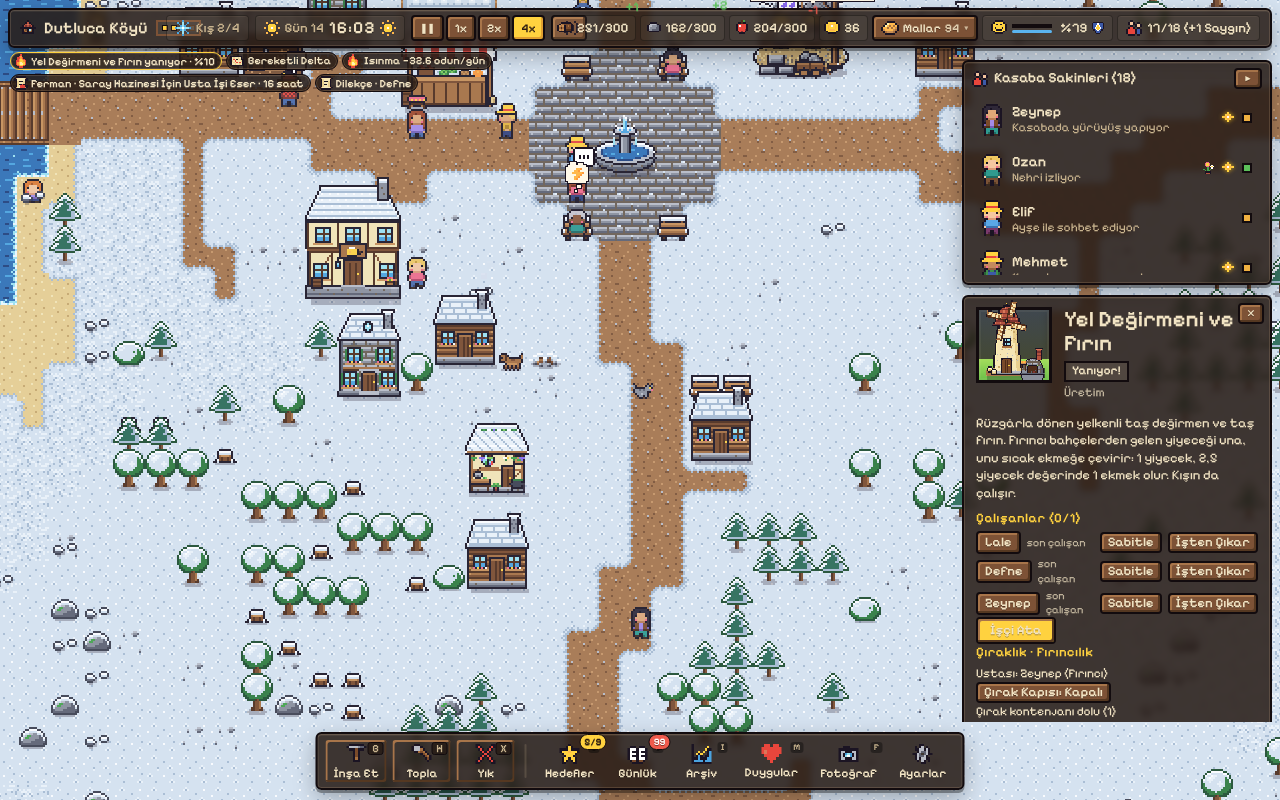 Dutluca Köyü
Kış 2/4
Gün 14 16:03
1x
2x
4x
281/300
162/300
204/300
36
Mallar 94
%79
17/18 (+1 Saygın)
Yel Değirmeni ve Fırın yanıyor · %10
Gereketli Delta
Isınma -32.6 odun/gün
Ferman · Saray Hazinesi İçin Usta İşi Eser · 16 saat
Dilekçe · Defne
Kasaba Sakinleri (18)
Zeynep
Kasabada yürüyüş yapıyor
Ozan
Nehri izliyor
Elif
Ayşe ile sohbet ediyor
Mehmet
Yel Değirmeni ve
Fırın
Yanıyor!
Üretim
Rüzgârla dönen yelkenli taş değirmen ve taş
fırın. Fırıncı bahçelerden gelen yiyeceği una,
unu sıcak ekmeğe çevirir: 1 yiyecek, 2,2
yiyecek değerinde 1 ekmek olur. Kışın da
çalışır.
Çalışanlar (0/1)
Lale son çalışan Sabitle İşten Çıkar
Defne son çalışan Sabitle İşten Çıkar
Zeynep son çalışan Sabitle İşten Çıkar
İşçi Ata
Çıraklık · Fırıncılık
Ustası: Zeynep (Fırıncı)
Çırak Kapısı: Kapalı
Çırak kontenjanı dolu (1)
İnşa Et G
Topla H
Yık X
Hedefler 8/9
Günlük 99
Arşiv I
Duygular M
Fotoğraf F
Ayarlar